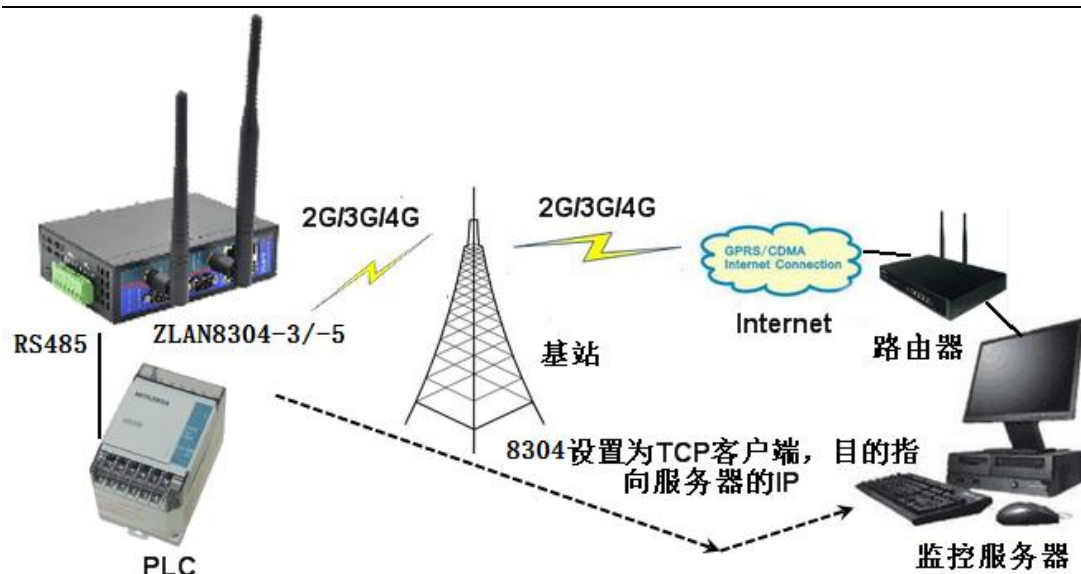 2G/3G/4G
2G/3G/4G
GPRS/CDMA
Internet Connection
Internet
RS485
ZLAN8304-3/-5
基站
路由器
8304设置为TCP客户端，目的指
向服务器的IP
监控服务器
PLC